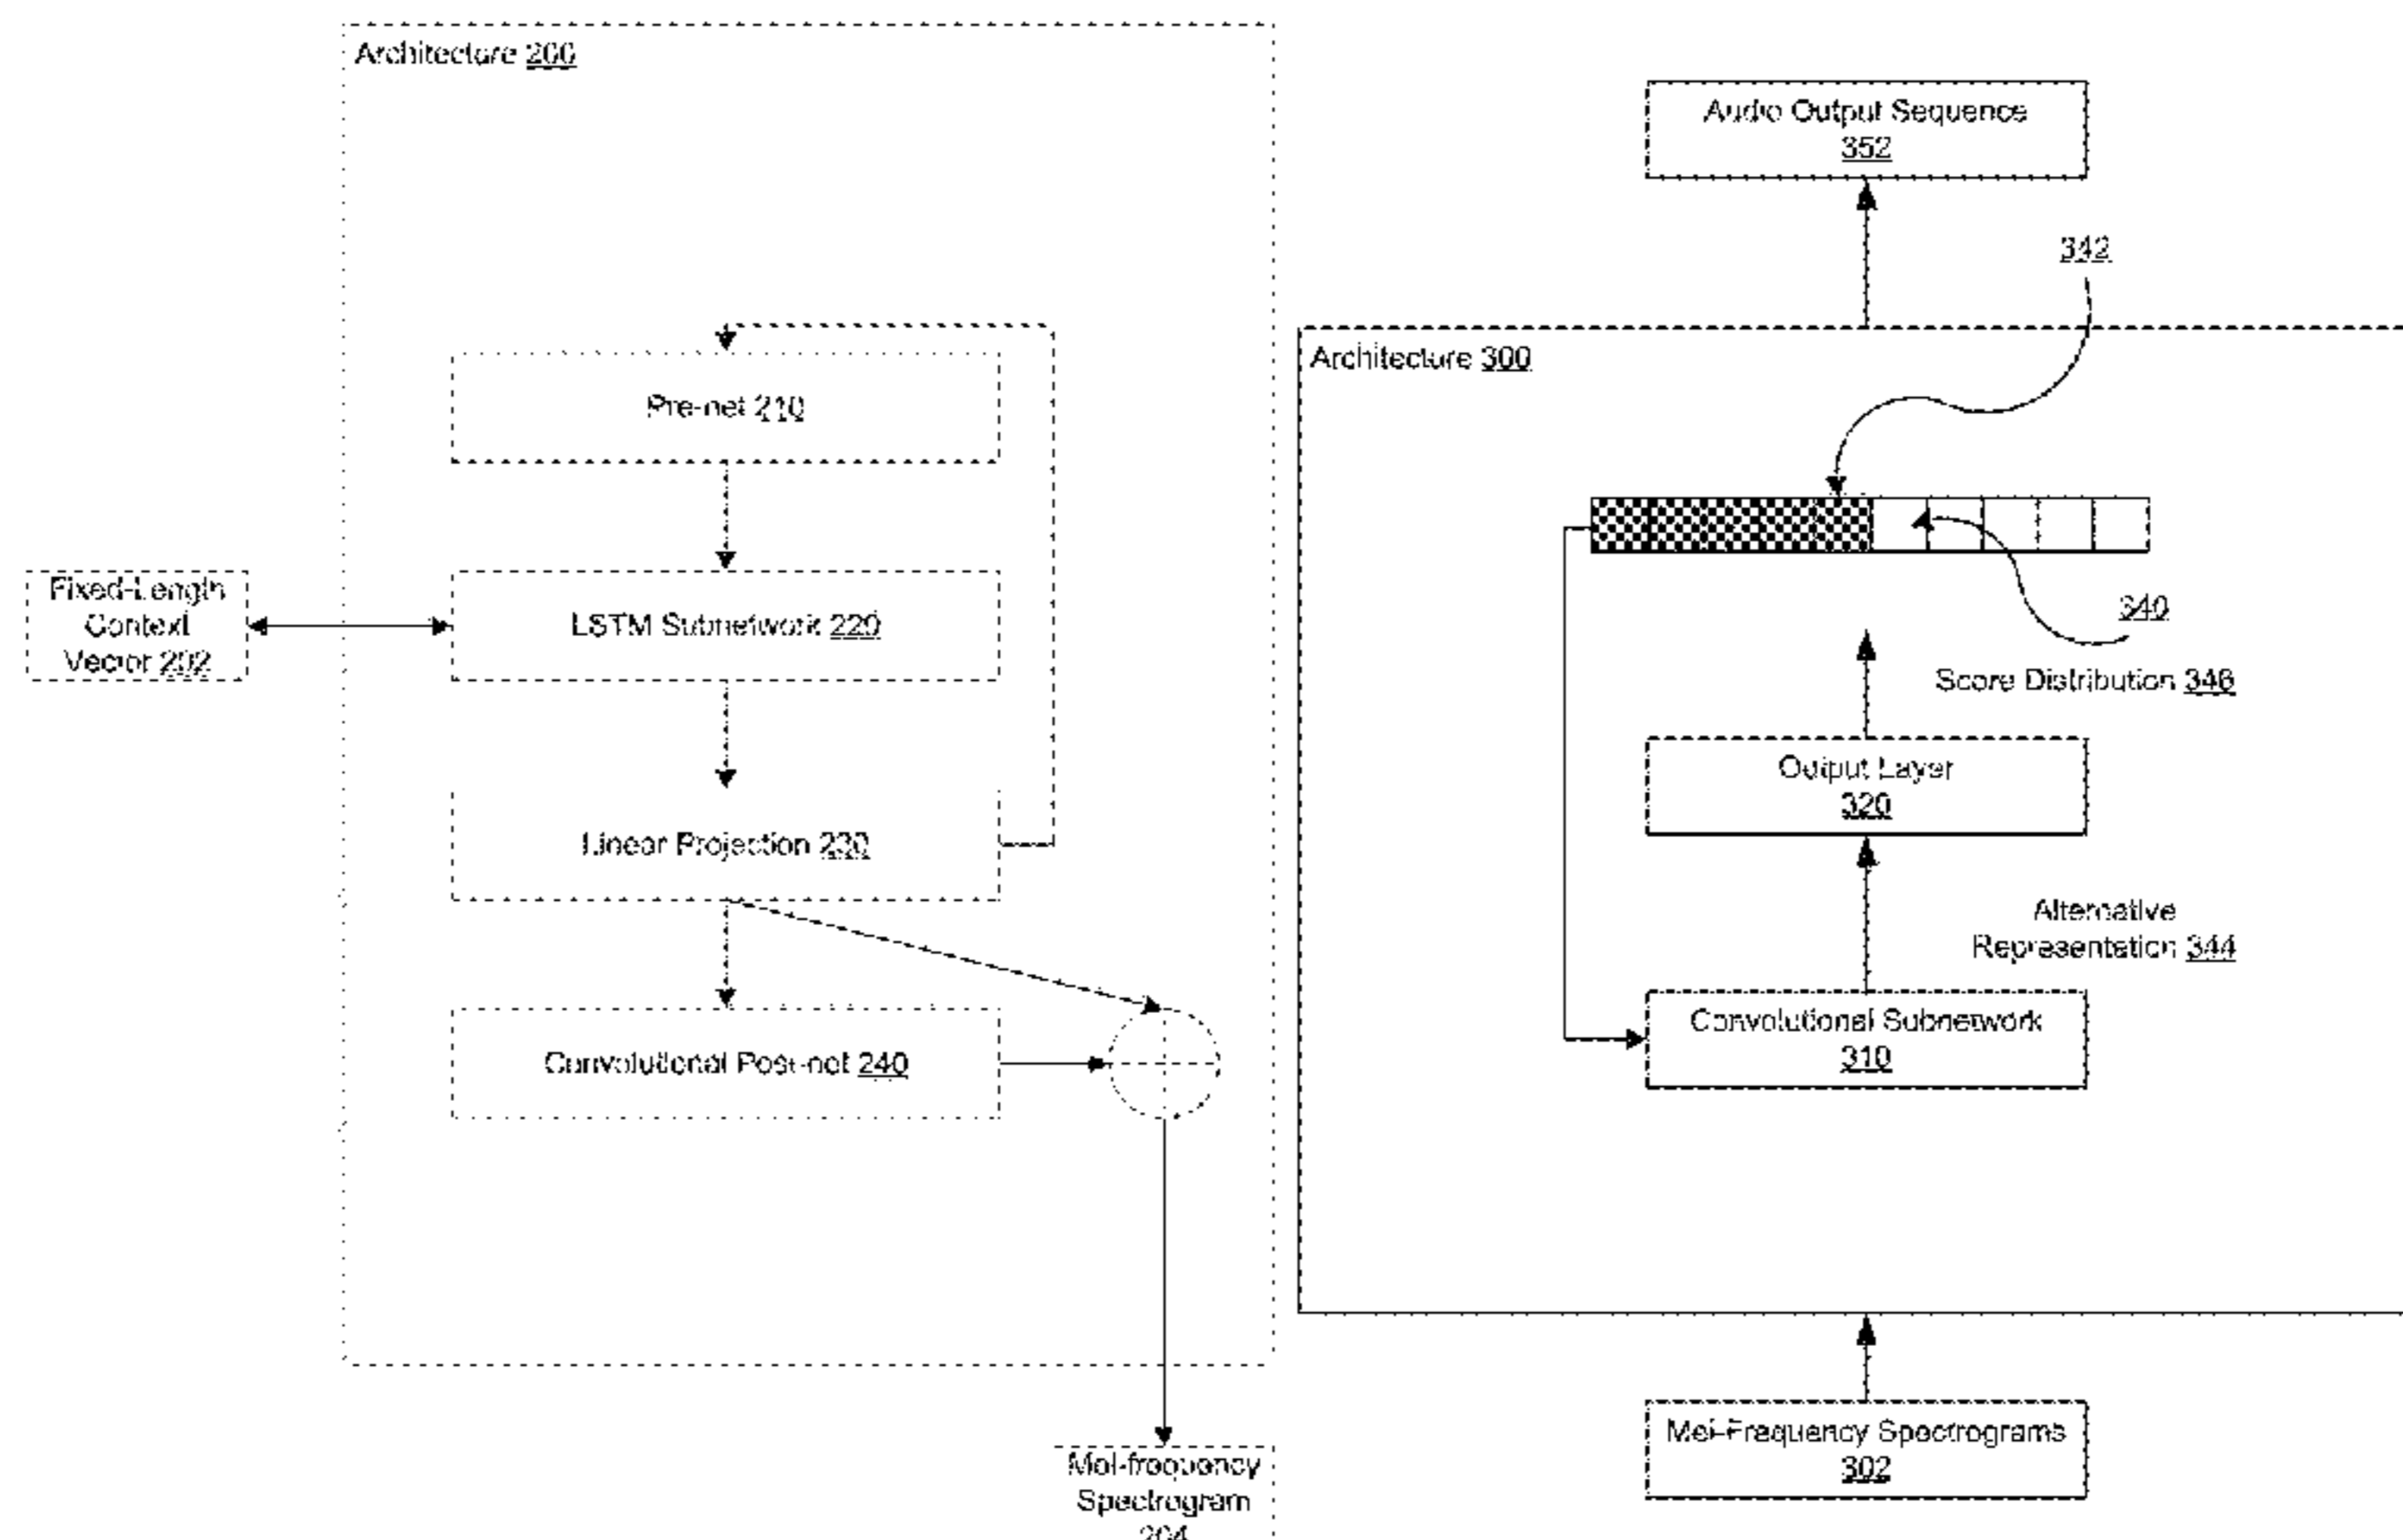 Architecture 200
Pre-net 210
Fixed-Length
Context
Vector 202
LSTM Subnetwork 220
Linear Projection 230
Convolutional Post-net 240
Mel-frequency
Spectrogram
204
Audio Output Sequence
352
342
Architecture 300
340
Score Distribution 346
Output Layer
320
Alternative
Representation 344
Convolutional Subnetwork
310
Mel-Frequency Spectrograms
302